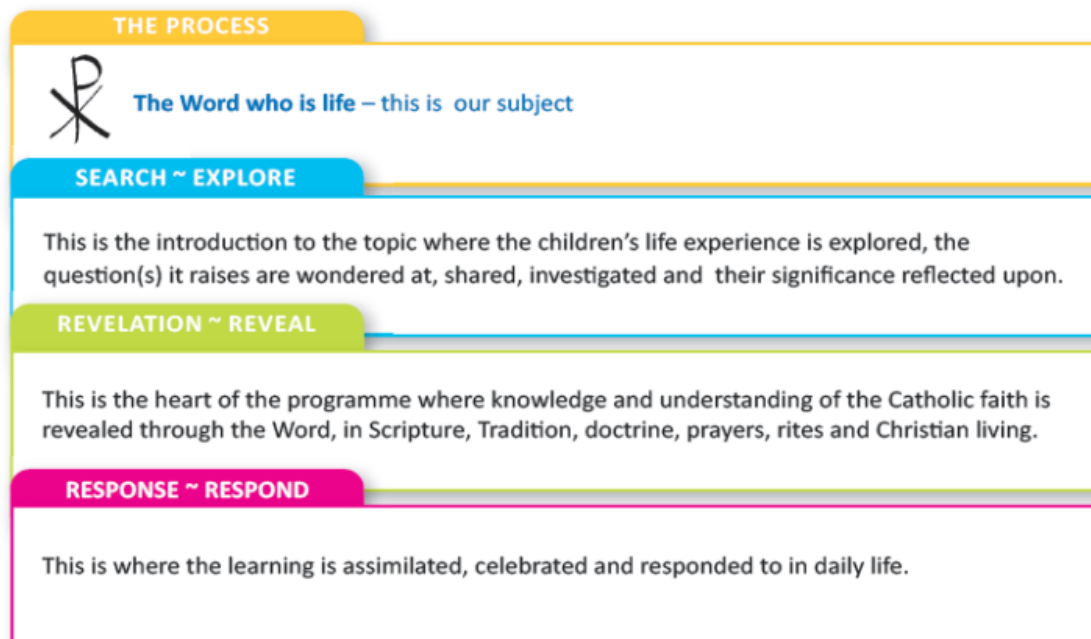 THE PROCESS
The Word who is life – this is our subject
SEARCH ~ EXPLORE
This is the introduction to the topic where the children's life experience is explored, the
question(s) it raises are wondered at, shared, investigated and their significance reflected upon.
REVELATION ~ REVEAL
This is the heart of the programme where knowledge and understanding of the Catholic faith is
revealed through the Word, in Scripture, Tradition, doctrine, prayers, rites and Christian living.
RESPONSE ~ RESPOND
This is where the learning is assimilated, celebrated and responded to in daily life.